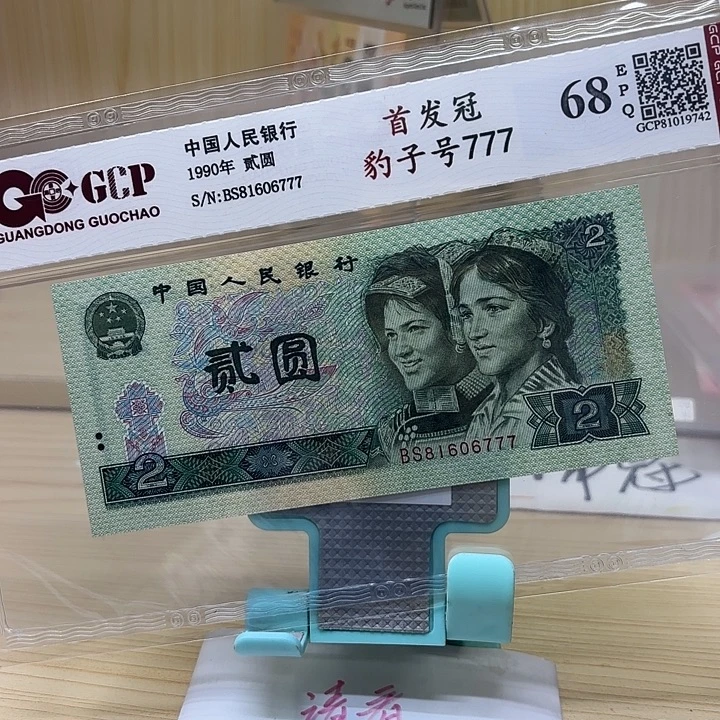 GCP
GUANGDONG GUOCHAO
中国人民银行
1990年 贰圆
S/N:BS81606777
首发冠
豹子号777
68
EPQ
GCP81019742
中国人民银行
贰圆
2
2
2
BS81606777